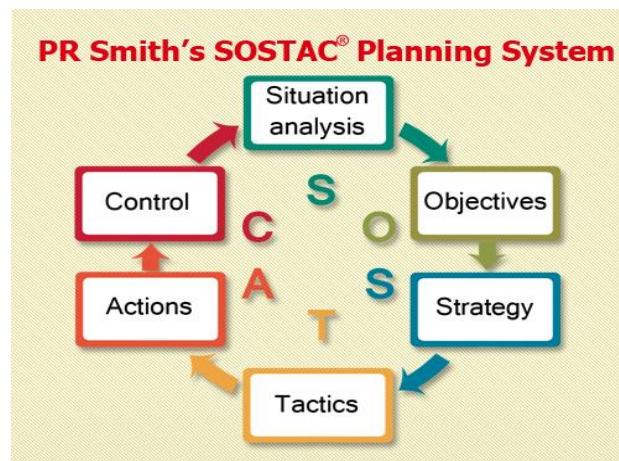 PR Smith's SOSTAC® Planning System
Situation
analysis
Objectives
Strategy
Tactics
Actions
Control
S
O
S
T
A
C